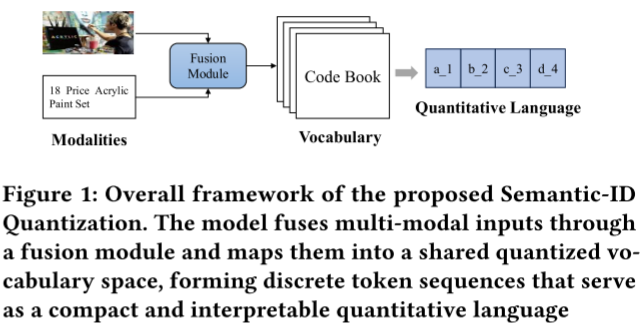 ACRYLIC
18 Price Acrylic
Paint Set
Modalities
Fusion
Module
Code Book
Vocabulary
a_1 b_2 c_3 d_4
Quantitative Language
Figure 1: Overall framework of the proposed Semantic-ID
Quantization. The model fuses multi-modal inputs through
a fusion module and maps them into a shared quantized vo-
cabulary space, forming discrete token sequences that serve
as a compact and interpretable quantitative language